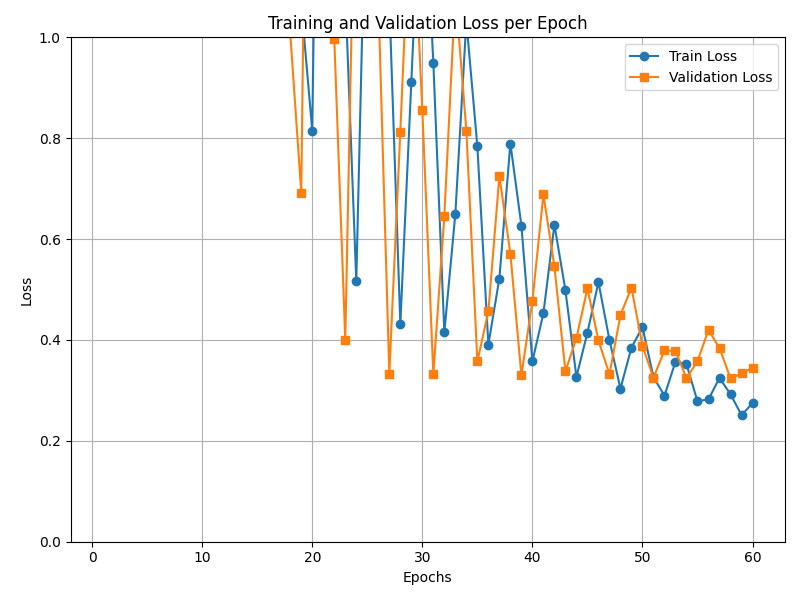 Training and Validation Loss per Epoch
Train Loss
Validation Loss
1.0
0.8
0.6
0.4
0.2
0.0
Loss
0 10 20 30 40 50 60
Epochs